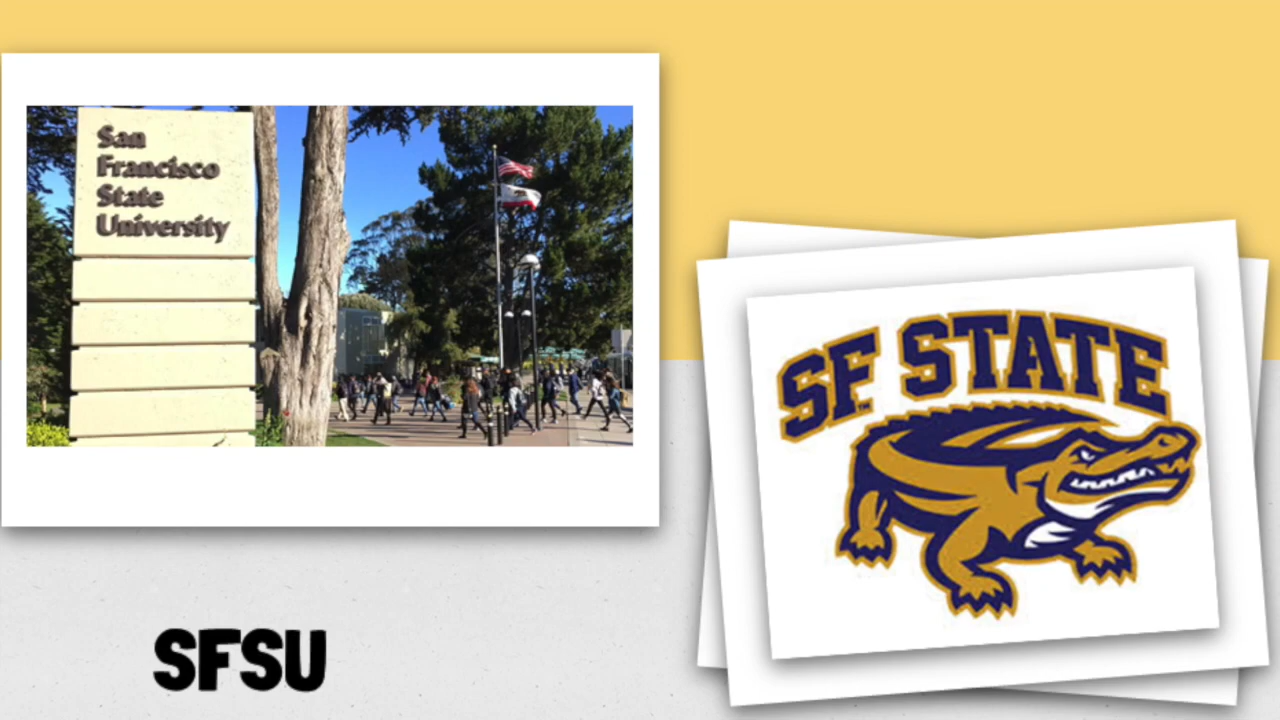 San
Francisco
State
University
SF STATE
SFSU